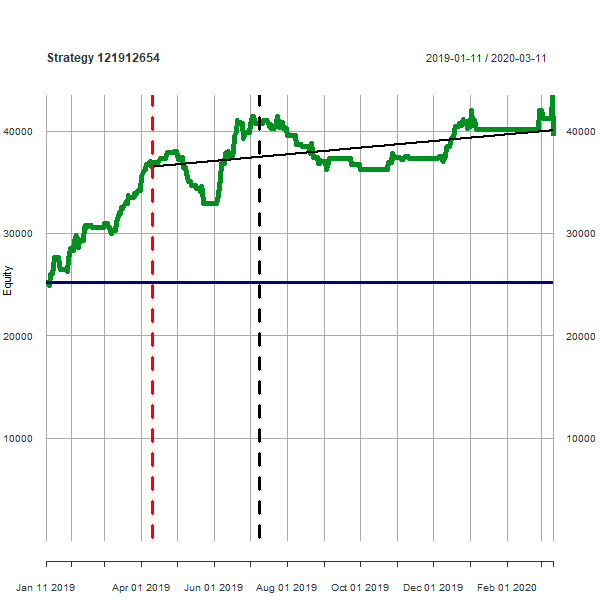 Strategy 121912654
2019-01-11 / 2020-03-11
40000
40000
30000
30000
Equity
20000
20000
10000
10000
Jan 11 2019
Apr 01 2019
Jun 01 2019
Aug 01 2019
Oct 01 2019
Dec 01 2019
Feb 01 2020